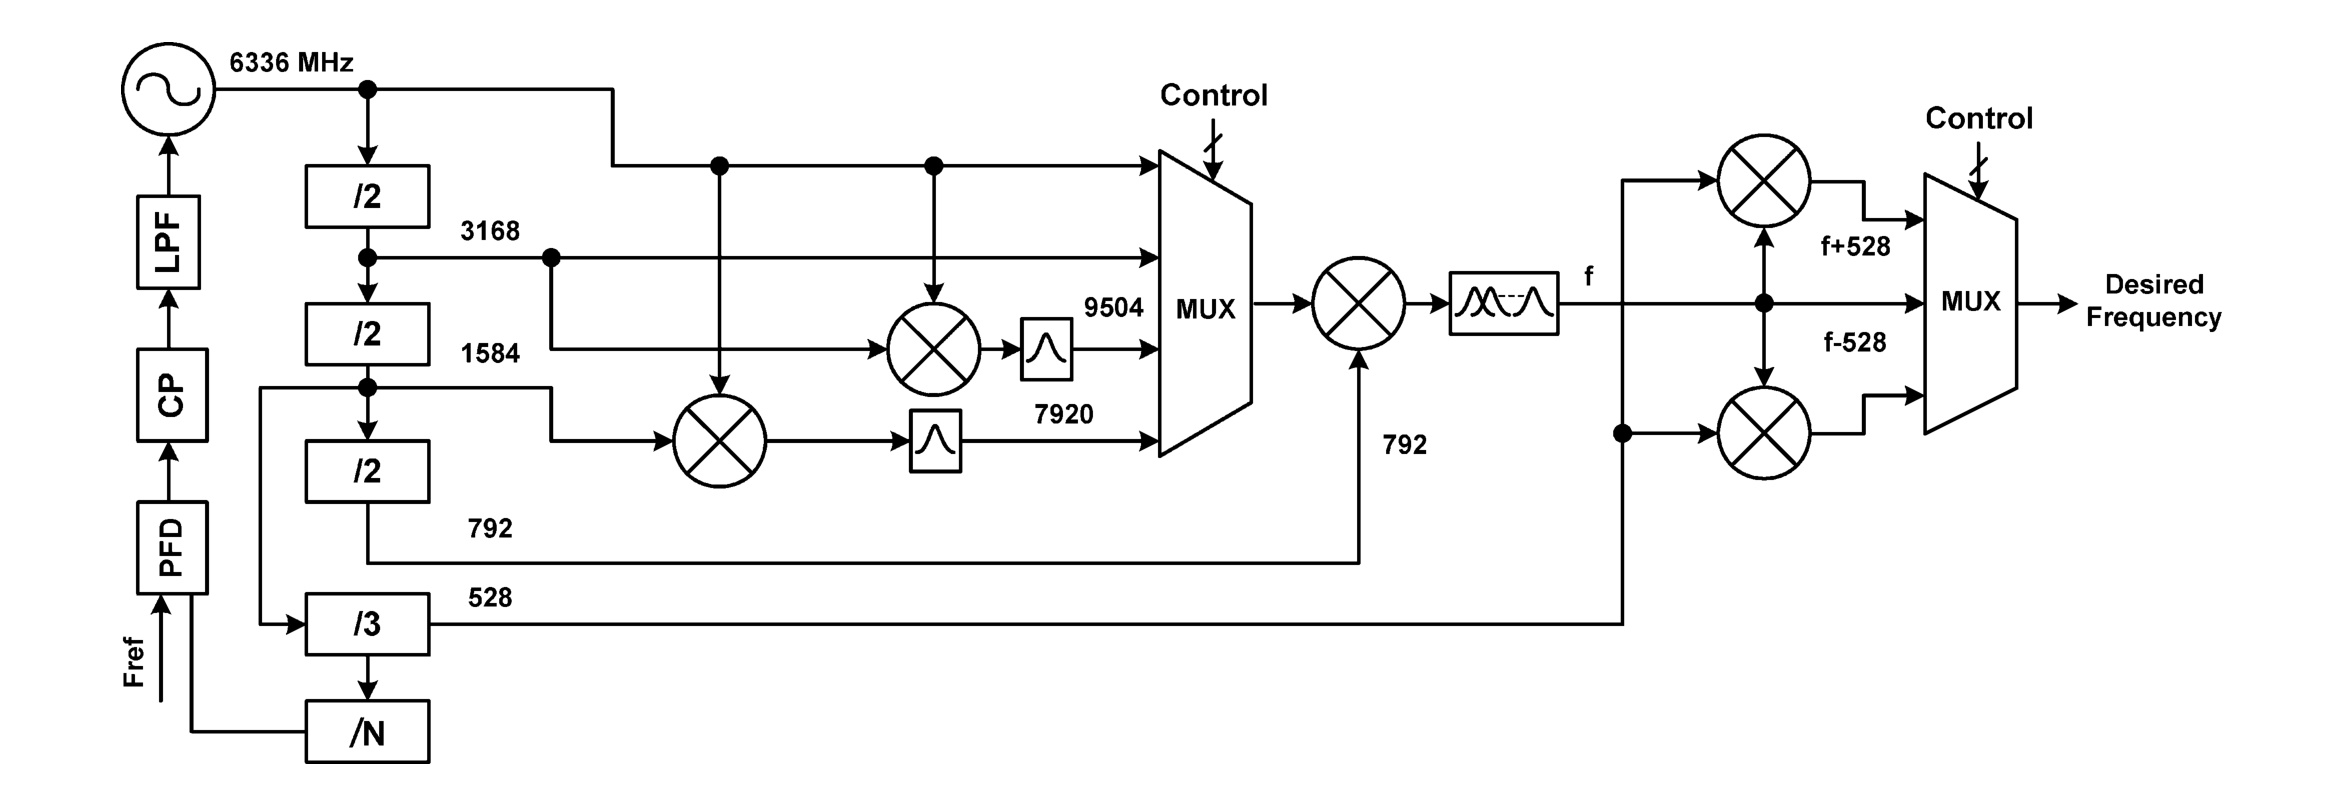 6336 MHz
Control
Control
/2
LPF
3168
f+528
9504
MUX
f
MUX
Desired
Frequency
/2
1584
f-528
CP
7920
792
/2
PFD
792
528
/3
Fref
/N